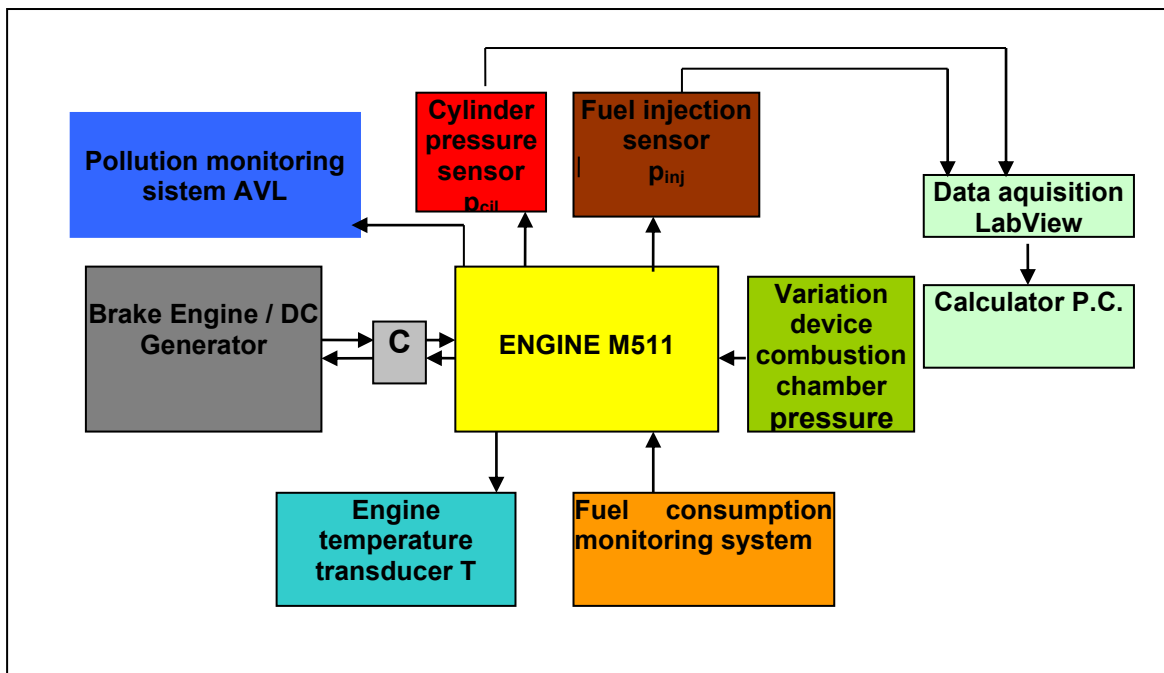 Cylinder
pressure
sensor
pcil
Fuel injection
sensor
pinj
Pollution monitoring
sistem AVL
Data aquisition
LabView
Brake Engine / DC
Generator
C
ENGINE M511
Variation
device
combustion
chamber
pressure
Calculator P.C.
Engine
temperature
transducer T
Fuel consumption
monitoring system